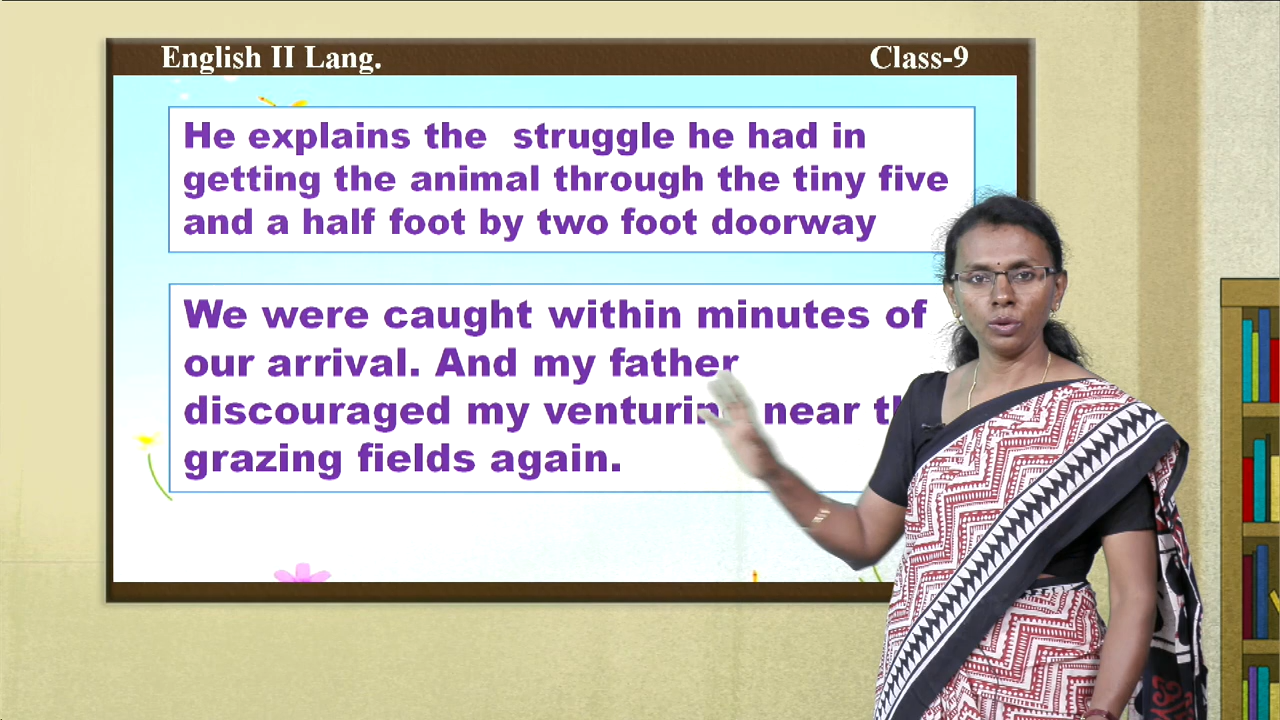 English II Lang.
Class-9
He explains the struggle he had in
getting the animal through the tiny five
and a half foot by two foot doorway
We were caught within minutes of
our arrival. And my father
discouraged my near
grazing fields again.